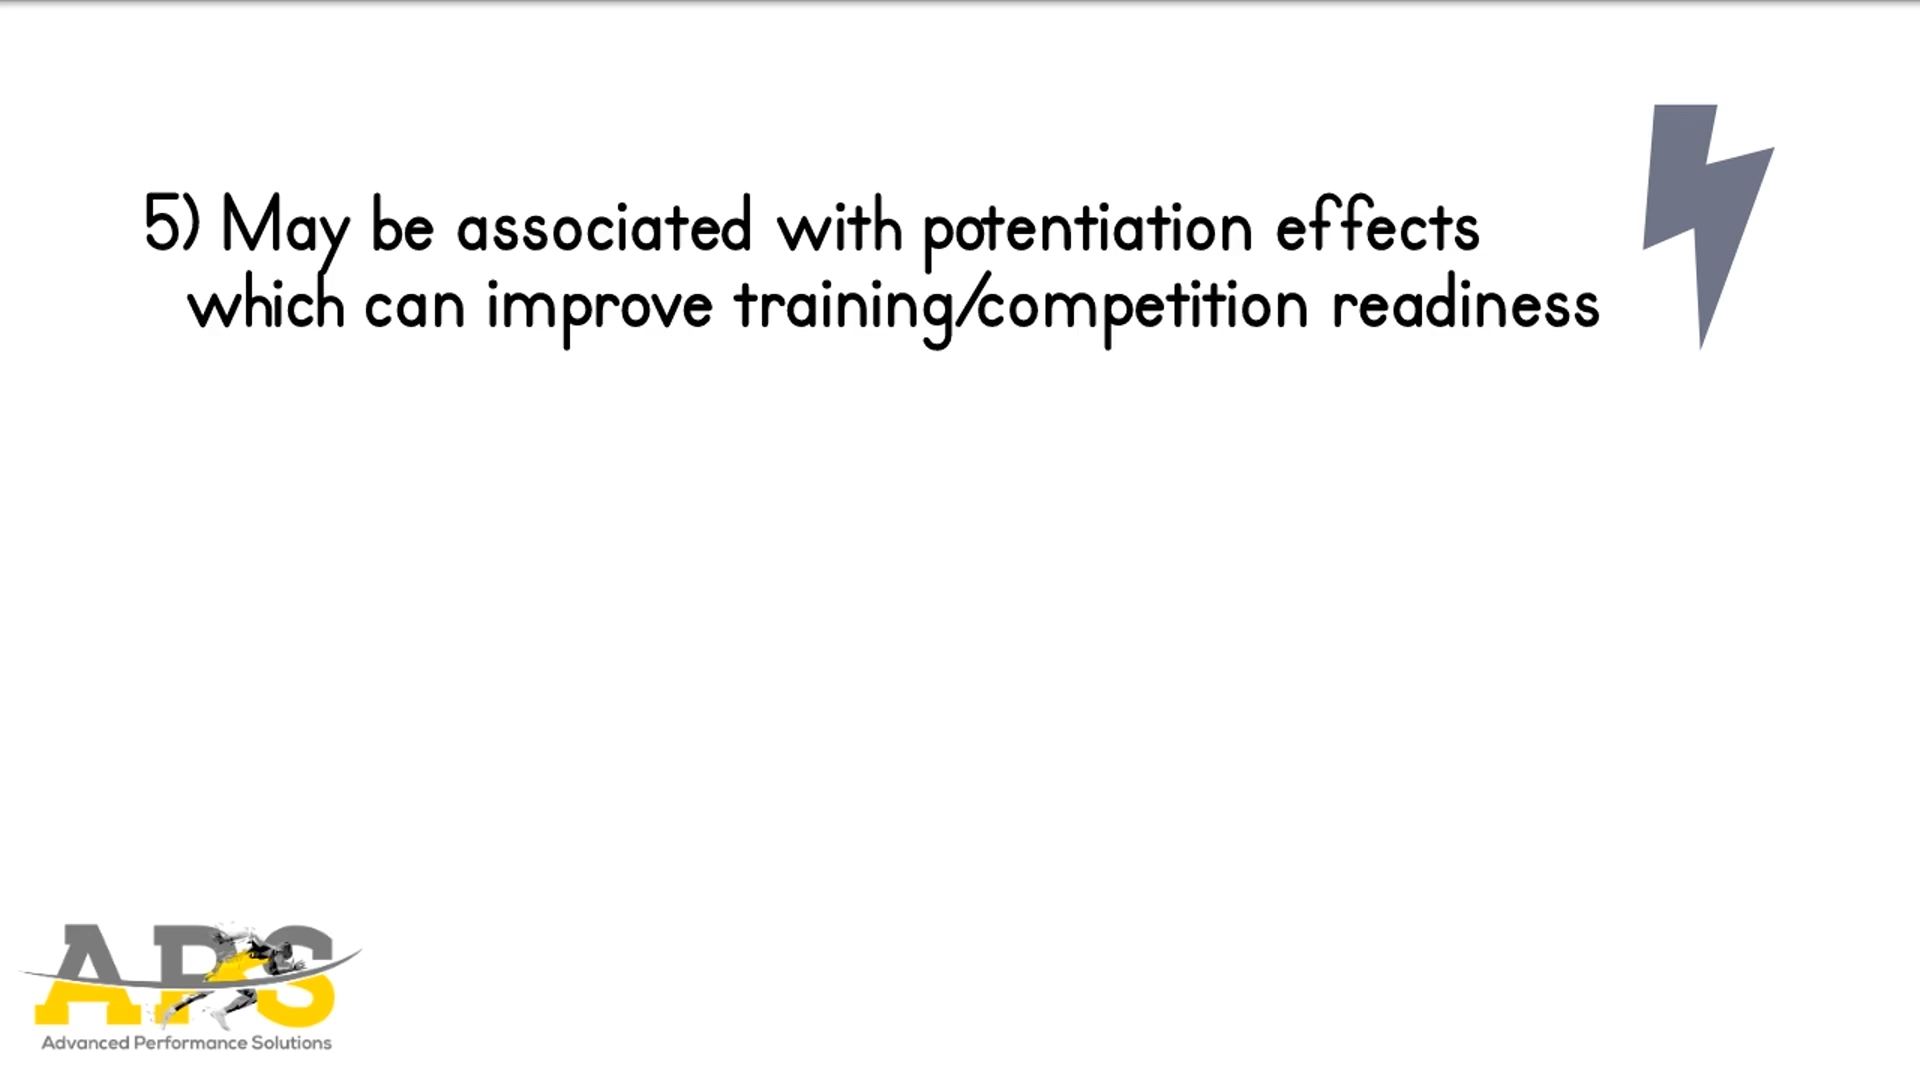 5) May be associated with potentiation effects
which can improve training/competition readiness
APS
Advanced Performance Solutions